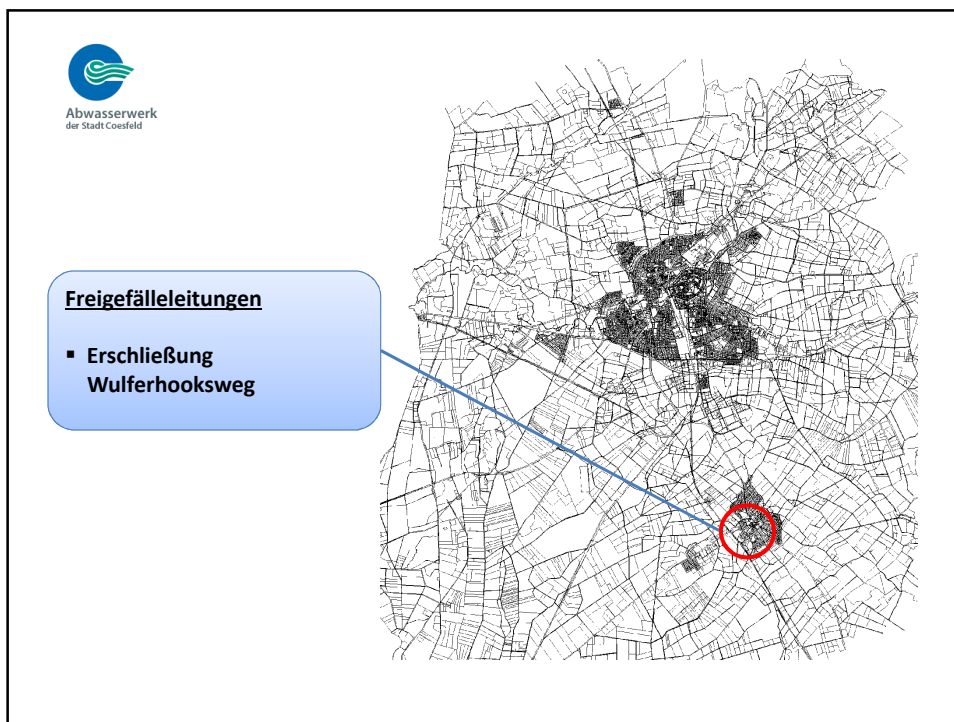 Abwasserwerk
der Stadt Coesfeld
Freigefälleleitungen
▪ Erschließung
Wulferhooksweg